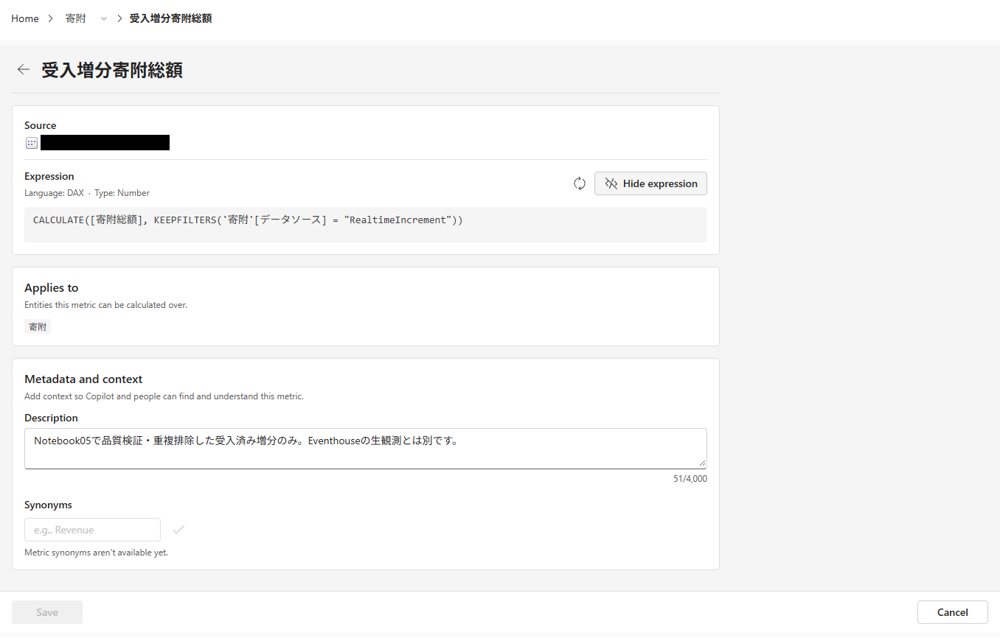 Home > 寄附 > 受入増分寄附総額
受入増分寄附総額
Source
Expression
Language: DAX · Type: Number
Hide expression
CALCULATE([寄附総額], KEEPFILTERS('寄附'[データソース] = "RealtimeIncrement"))
Applies to
Entities this metric can be calculated over.
寄附
Metadata and context
Add context so Copilot and people can find and understand this metric.
Description
Notebook05で品質検証・重複排除した受入済み増分のみ。Eventhouseの生観測とは別です。
51/4,000
Synonyms
e.g., Revenue
Metric synonyms aren't available yet.
Save
Cancel